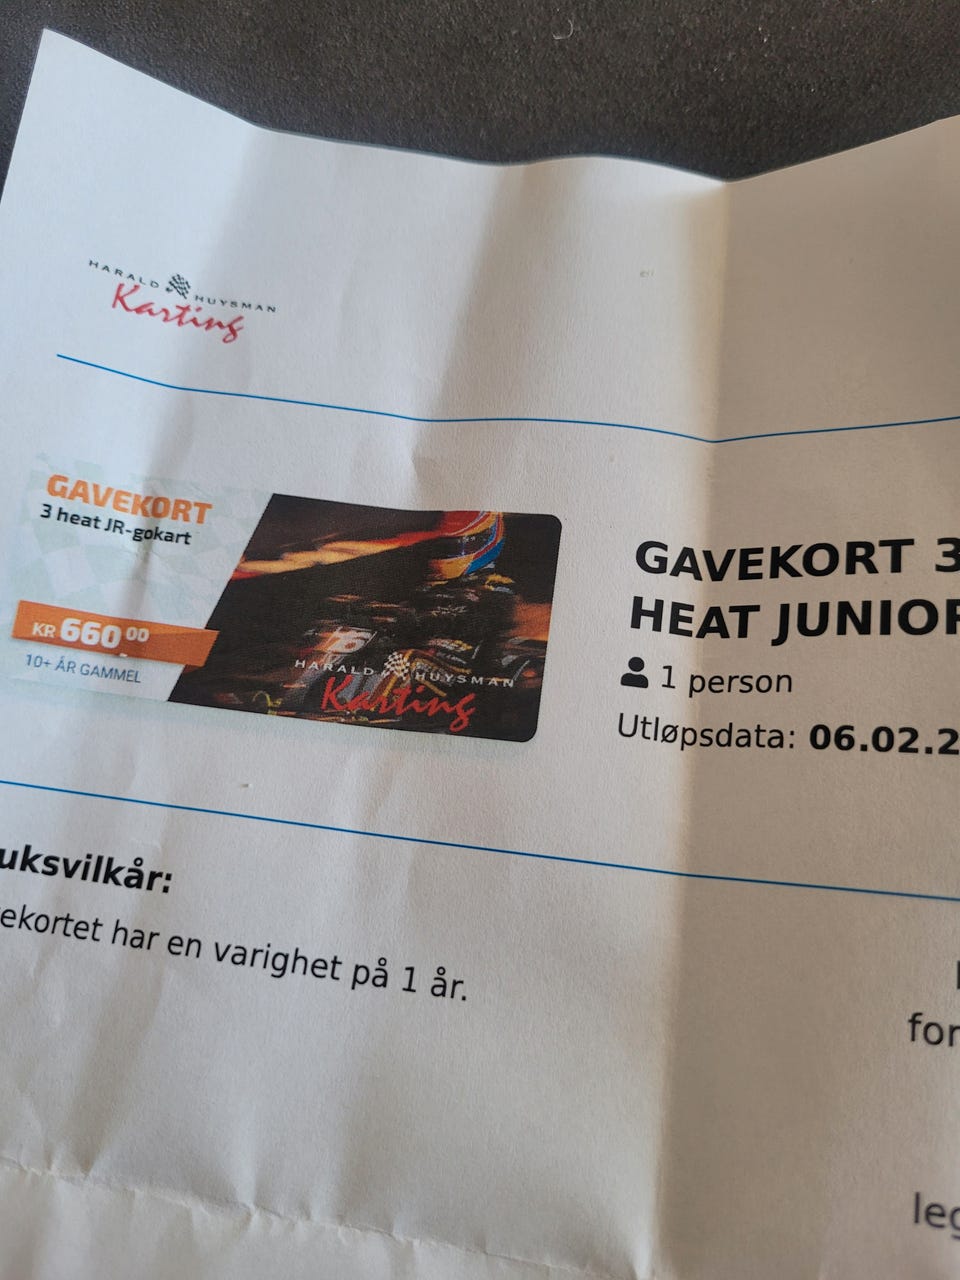 HARALD HUYSMAN
Karting
GAVEKORT
3 heat JR-gokart
KR 660.00
10+ ÅR GAMMEL
HARALD HUYSMAN
Karting
GAVEKORT 3
HEAT JUNIOR
1 person
Utløpsdata: 06.02.2
uksvilkår:
ekortet har en varighet på 1 år.
for
leg